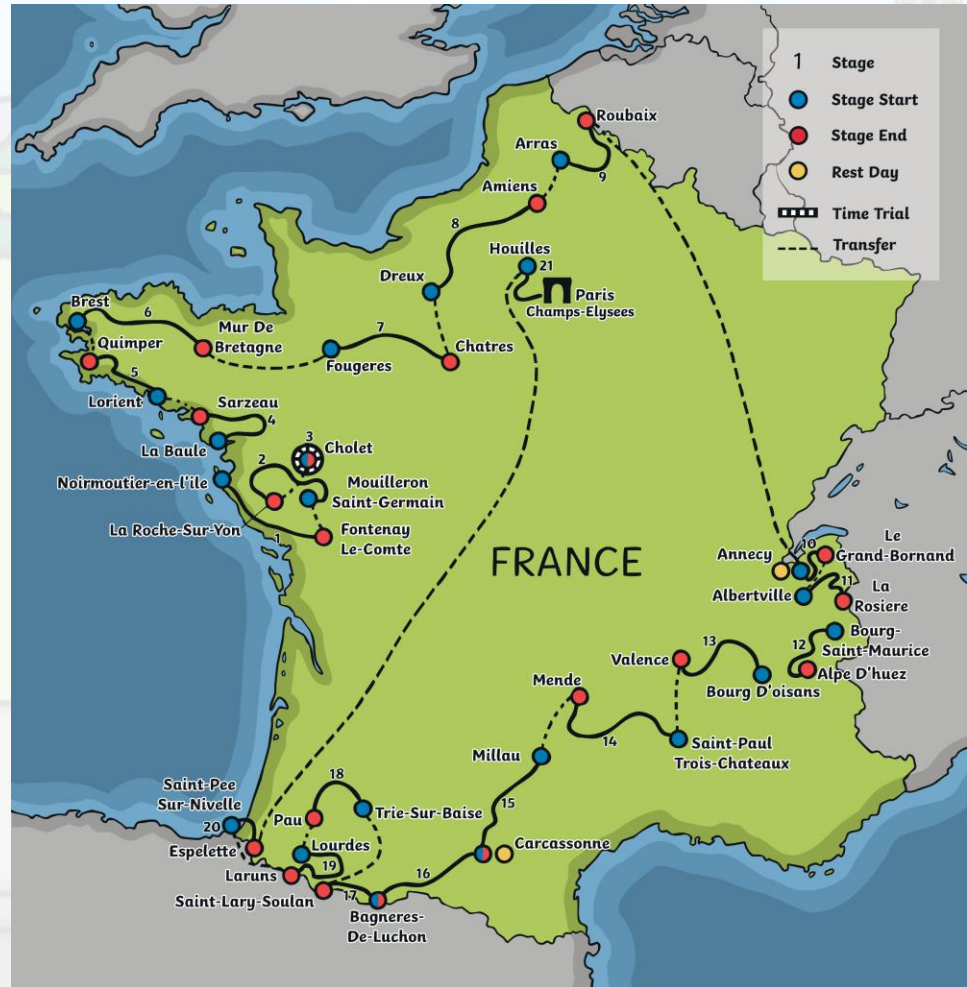 1 Stage
Stage Start
Stage End
Rest Day
Time Trial
Transfer
Roubaix
Arras
9
Amiens
8
Houilles
21
Dreux
Paris
Champs-Elysees
Brest
6
Mur De
Bretagne
7
Quimper
Fougeres
Chatres
5
Lorient
Sarzeau
4
La Baule
3
Cholet
2
Noirmoutier-en-l'ile
Mouilleron
Saint-Germain
La Roche-Sur-Yon
1
Fontenay
Le-Comte
FRANCE
Annecy
10
Le
Grand-Bornand
Albertville
11
La
Rosiere
12
Bourg-
Saint-Maurice
Alpe D'huez
Valence
13
Bourg D'oisans
Mende
14
Saint-Paul
Trois-Chateaux
Millau
15
Saint-Pee
Sur-Nivelle
20
Espelette
18
Pau
Trie-Sur-Baise
Lourdes
19
Carcassonne
16
Laruns
Saint-Lary-Soulan
17
Bagneres-
De-Luchon